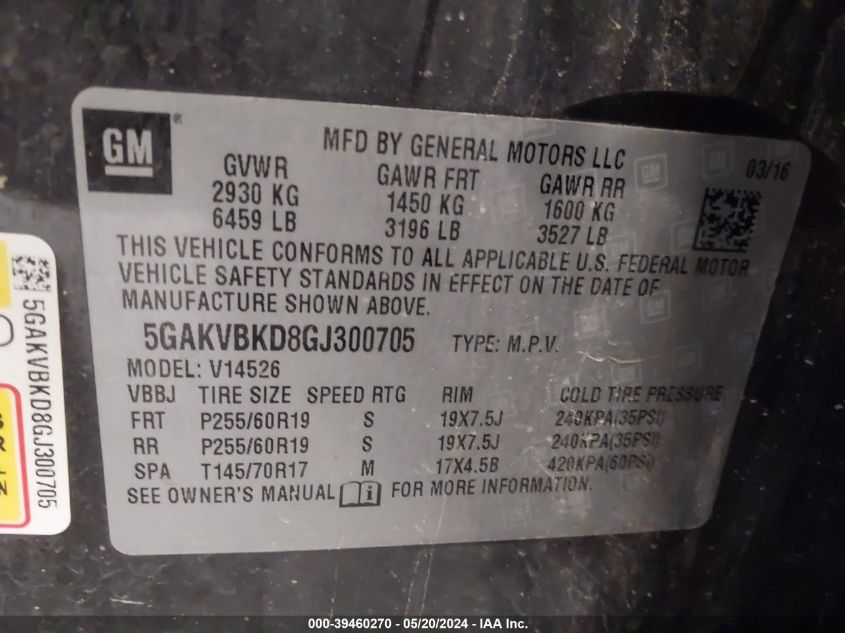 GM
MFD BY GENERAL MOTORS LLC
03/16
GVWR GAWR FRT GAWR RR
2930 KG 1450 KG 1600 KG
6459 LB 3196 LB 3527 LB
THIS VEHICLE CONFORMS TO ALL APPLICABLE U.S. FEDERAL MOTOR
VEHICLE SAFETY STANDARDS IN EFFECT ON THE DATE OF
MANUFACTURE SHOWN ABOVE.
5GAKVBKD8GJ300705 TYPE: M.P.V.
MODEL: V14526
VBBJ TIRE SIZE SPEED RTG RIM COLD TIRE PRESSURE
FRT P255/60R19 S 19X7.5J 240KPA(35PSI)
RR P255/60R19 S 19X7.5J 240KPA(35PSI)
SPA T145/70R17 M 17X4.5B 420KPA(60PSI)
SEE OWNER'S MANUAL i FOR MORE INFORMATION.
5GAKVBKD8GJ300705
000-39460270 - 05/20/2024 - IAA Inc.